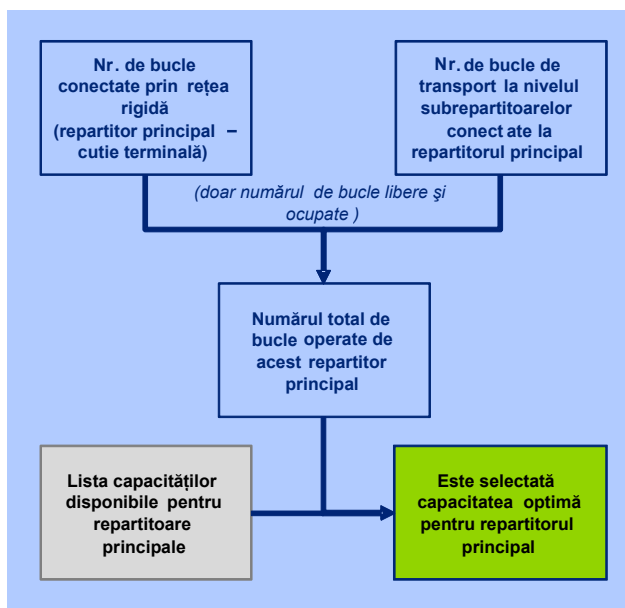 Nr. de bucle
conectate prin rețea
rigidă
(repartitor principal –
cutie terminală)
Nr. de bucle de
transport la nivelul
subrepartitoarelor
conect ate la
repartitorul principal
(doar numărul de bucle libere şi
ocupate )
Numărul total de
bucle operate de
acest repartitor
principal
Lista capacităților
disponibile pentru
repartitoare
principale
Este selectată
capacitatea optimă
pentru repartitorul
principal